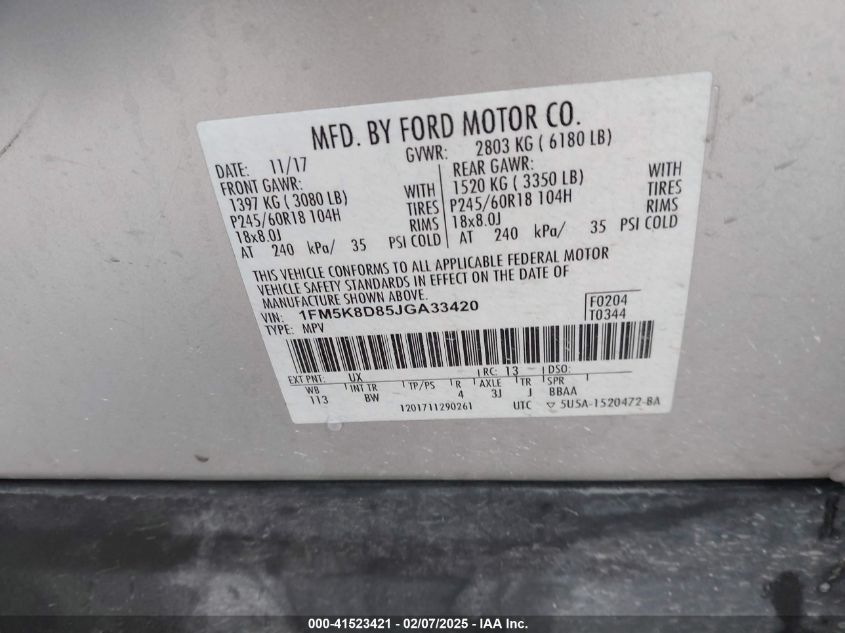 MFD. BY FORD MOTOR CO.
DATE: 11/17 GVWR: 2803 KG ( 6180 LB)
FRONT GAWR: REAR GAWR:
1397 KG ( 3080 LB) WITH 1520 KG ( 3350 LB) WITH
P245/60R18 104H TIRES P245/60R18 104H TIRES
18x8.0J RIMS 18x8.0J RIMS
AT 240 kPa/ 35 PSI COLD AT 240 kPa/ 35 PSI COLD
THIS VEHICLE CONFORMS TO ALL APPLICABLE FEDERAL MOTOR
VEHICLE SAFETY STANDARDS IN EFFECT ON THE DATE OF
MANUFACTURE SHOWN ABOVE.
VIN: 1FM5K8D85JGA33420 F0204
TYPE: MPV T0344
EXT PNT: UX RC: 13 DSO:
WB INT TR TP/PS R AXLE TR SPR
113 BW 4 3J J BBAA
1201711290261 UTC ▽ 5U5A-1520472-BA
000-41523421 - 02/07/2025 - IAA Inc.